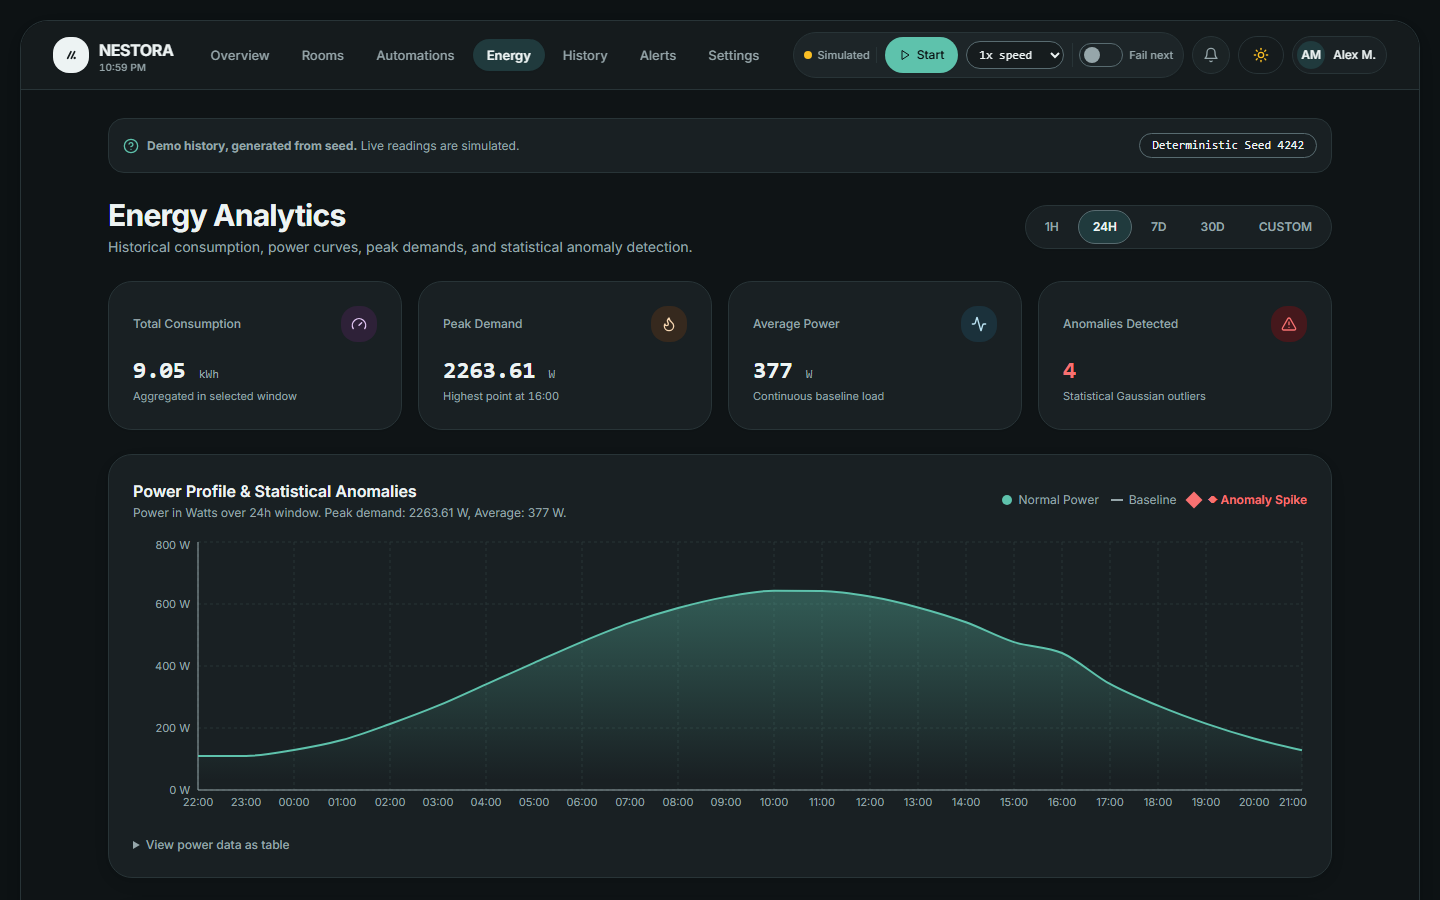 NESTORA
10:59 PM
Overview
Rooms
Automations
Energy
History
Alerts
Settings
Simulated
Start
1x speed
Fail next
AM
Alex M.
Demo history, generated from seed. Live readings are simulated.
Deterministic Seed 4242
Energy Analytics
Historical consumption, power curves, peak demands, and statistical anomaly detection.
1H
24H
7D
30D
CUSTOM
Total Consumption
9.05 kWh
Aggregated in selected window
Peak Demand
2263.61 W
Highest point at 16:00
Average Power
377 W
Continuous baseline load
Anomalies Detected
4
Statistical Gaussian outliers
Power Profile & Statistical Anomalies
Power in Watts over 24h window. Peak demand: 2263.61 W, Average: 377 W.
Normal Power
Baseline
Anomaly Spike
800 W
600 W
400 W
200 W
0 W
22:00 23:00 00:00 01:00 02:00 03:00 04:00 05:00 06:00 07:00 08:00 09:00 10:00 11:00 12:00 13:00 14:00 15:00 16:00 17:00 18:00 19:00 20:00 21:00
View power data as table